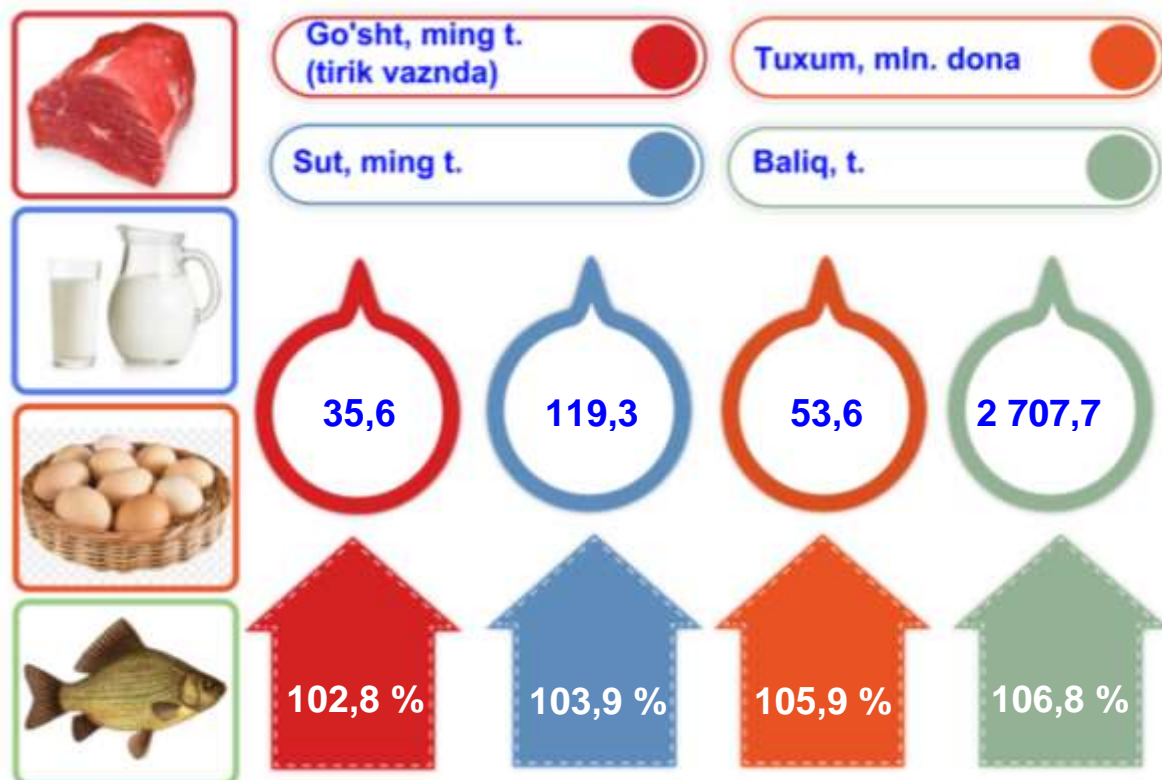 Go'sht, ming t.
(tirik vaznda)
Tuxum, mln. dona
Sut, ming t.
Baliq, t.
35,6
119,3
53,6
2 707,7
102,8 %
103,9 %
105,9 %
106,8 %